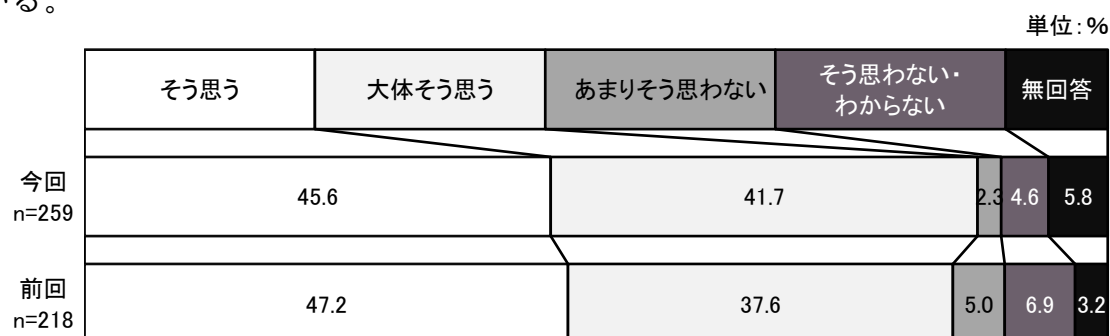 いる。
単位：%
そう思う 大体そう思う あまりそう思わない そう思わない・
わからない 無回答
今回
n=259
45.6 41.7 2.3 4.6 5.8
前回
n=218
47.2 37.6 5.0 6.9 3.2